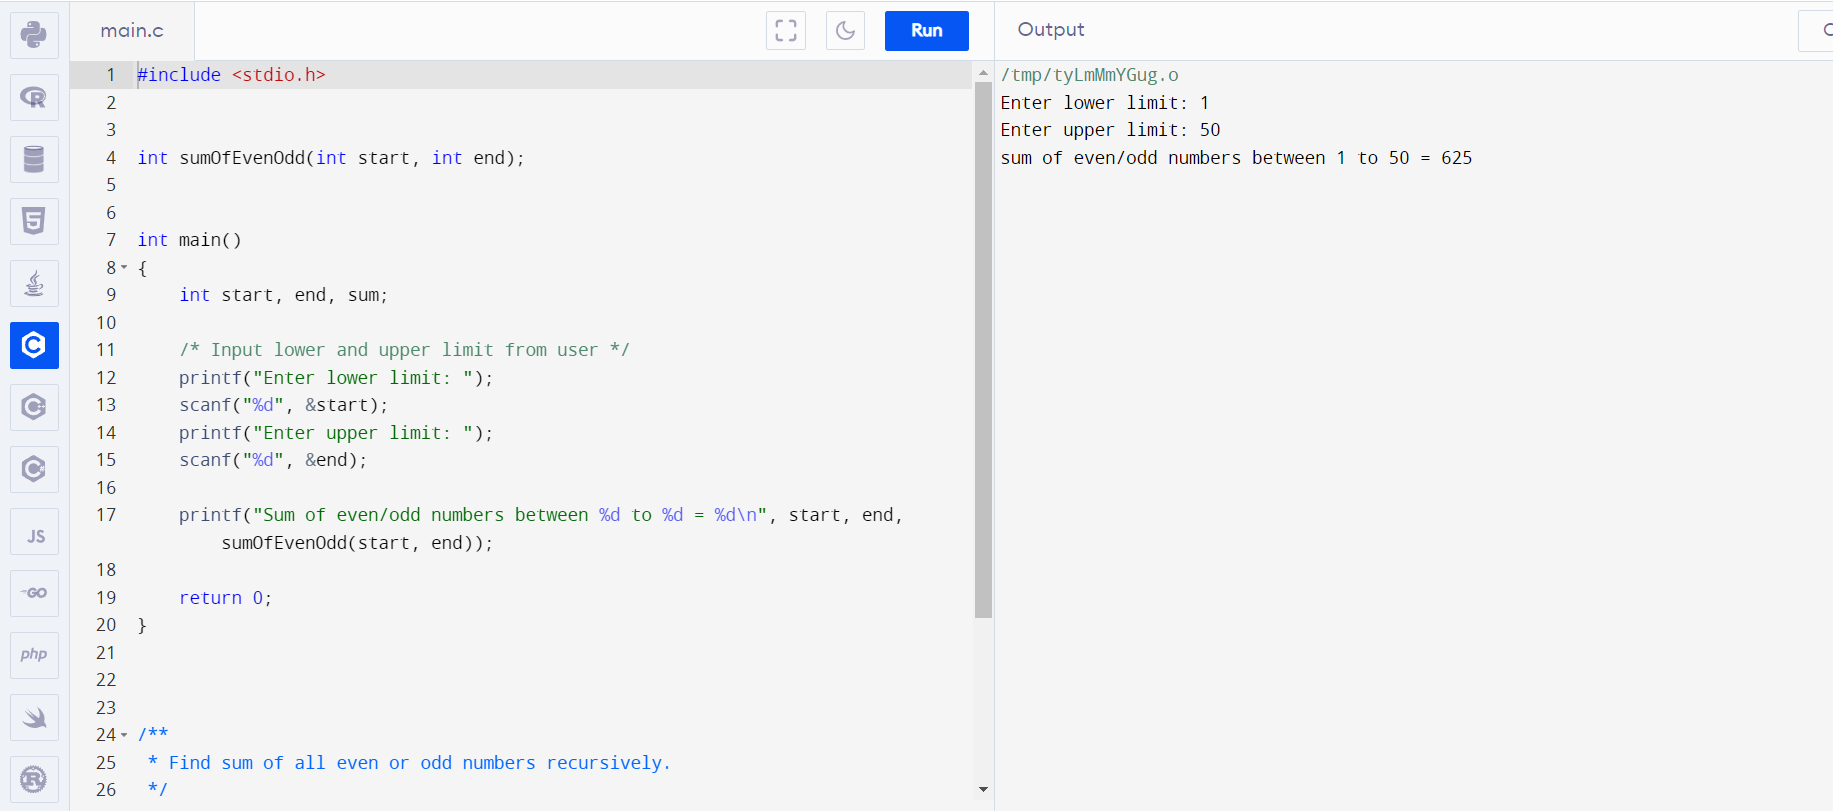 main.c
Run
Output
1 #include <stdio.h>
2
3
4 int sumOfEvenOdd(int start, int end);
5
6
7 int main()
8 {
9     int start, end, sum;
10
11     /* Input lower and upper limit from user */
12     printf("Enter lower limit: ");
13     scanf("%d", &start);
14     printf("Enter upper limit: ");
15     scanf("%d", &end);
16
17     printf("Sum of even/odd numbers between %d to %d = %d\n", start, end,
        sumOfEvenOdd(start, end));
18
19     return 0;
20 }
21
22
23
24 /**
25  * Find sum of all even or odd numbers recursively.
26  */
/tmp/tyLmMmYGug.o
Enter lower limit: 1
Enter upper limit: 50
sum of even/odd numbers between 1 to 50 = 625
R
5
C
C
C
JS
GO
php
R